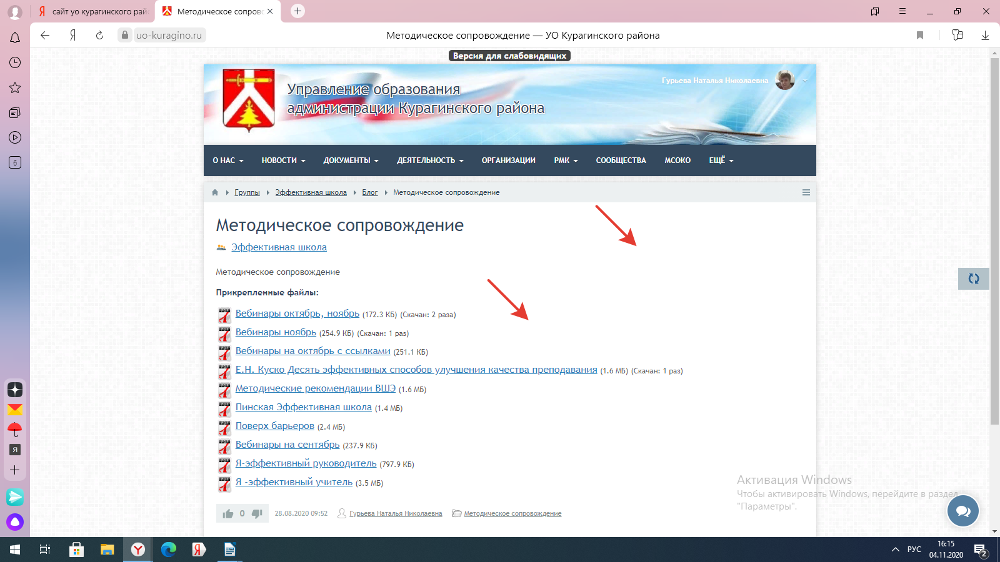 сайт уо курагинского рай
Методическое сопрово
uo-kuragino.ru
Методическое сопровождение — УО Курагинского района
Версия для слабовидящих
Управление образования
администрации Курагинского района
Гурьева Наталья Николаевна
О НАС НОВОСТИ ДОКУМЕНТЫ ДЕЯТЕЛЬНОСТЬ ОРГАНИЗАЦИИ РМК СООБЩЕСТВА МСОКО ЕЩЁ
Группы Эффективная школа Блог Методическое сопровождение
Методическое сопровождение
Эффективная школа
Методическое сопровождение
Прикрепленные файлы:
Вебинары октябрь, ноябрь (172.3 КБ) (Скачан: 2 раза)
Вебинары ноябрь (254.9 КБ) (Скачан: 1 раз)
Вебинары на октябрь с ссылками (251.1 КБ)
Е.Н. Куско Десять эффективных способов улучшения качества преподавания (1.6 МБ) (Скачан: 1 раз)
Методические рекомендации ВШЭ (1.6 МБ)
Пинская Эффективная школа (1.4 МБ)
Поверх барьеров (2.4 МБ)
Вебинары на сентябрь (237.9 КБ)
Я-эффективный руководитель (797.9 КБ)
Я -эффективный учитель (3.5 МБ)
0 28.08.2020 09:52 Гурьева Наталья Николаевна Методическое сопровождение
Активация Windows
Чтобы активировать Windows, перейдите в раздел
"Параметры".
6
РУС
16:15
04.11.2020
2